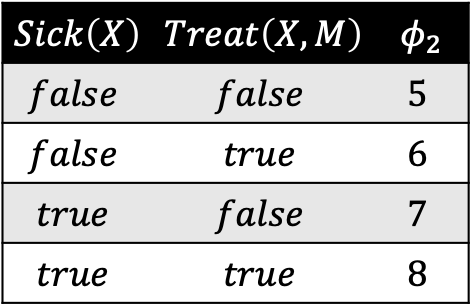 Sick(X) Treat(X, M) ϕ₂
false false 5
false true 6
true false 7
true true 8